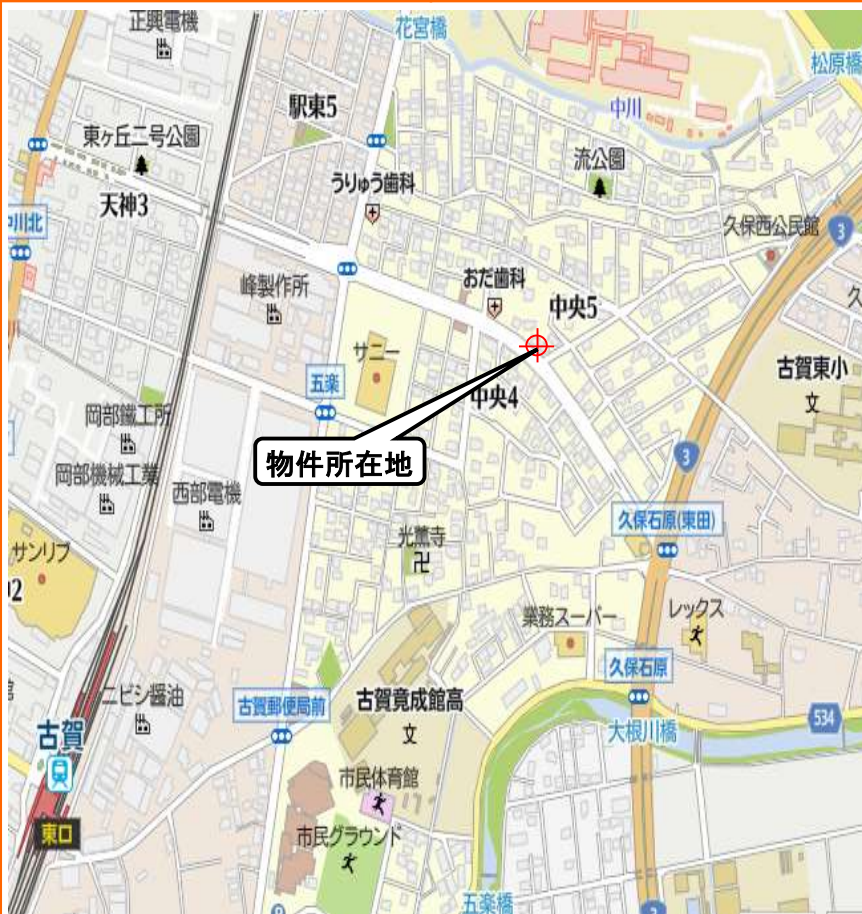 正興電機
花宮橋
松原橋
駅東5
中川
東ヶ丘二号公園
流公園
うりゅう歯科
天神3
久保西公民館
3
中川北
おだ歯科
峰製作所
中央5
久
サニー
古賀東小
文
五楽
中央4
岡部鐵工所
3
物件所在地
岡部機械工業
西部電機
久保石原(東田)
光薫寺
卍
サンリブ
2
業務スーパー
レックス
久保石原
ニビシ醤油
古賀竟成館高
古賀郵便局前
534
大根川橋
古賀
文
市民体育館
東口
市民グラウンド
五楽橋
3